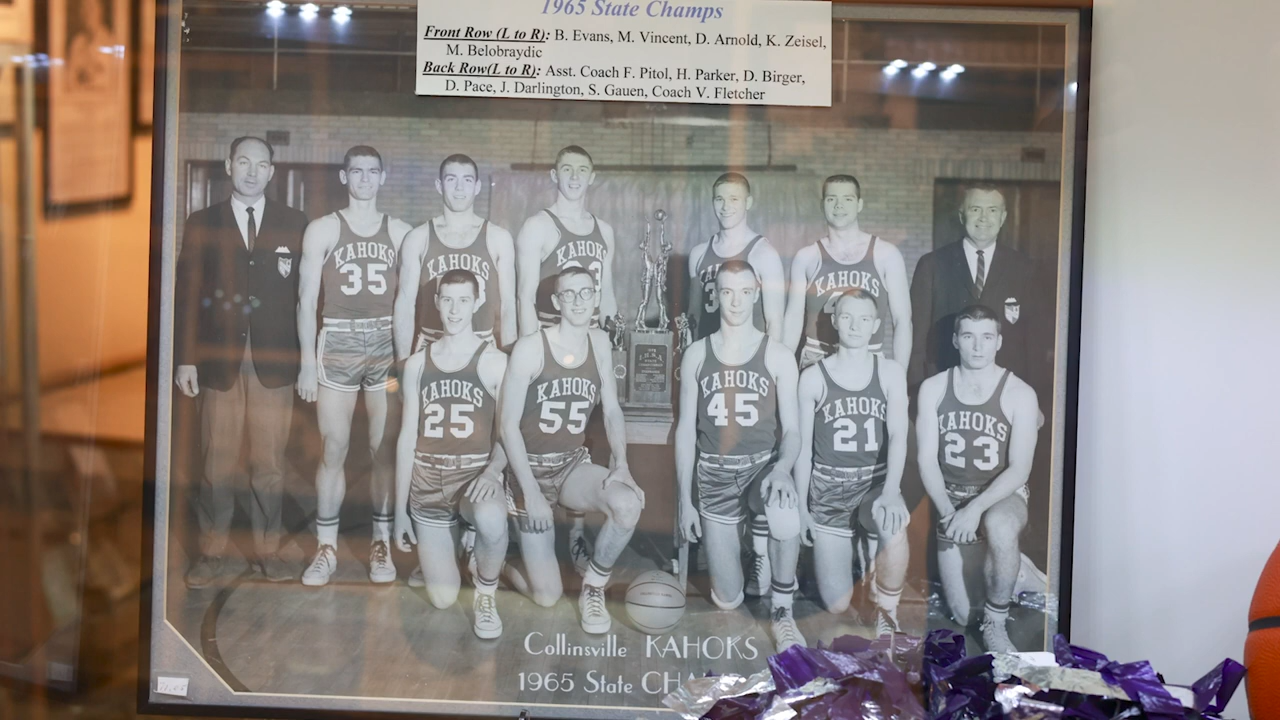 1965 State Champs
Front Row (L to R): B. Evans, M. Vincent, D. Arnold, K. Zeisel,
M. Belobraydic
Back Row(L to R): Asst. Coach F. Pitol, H. Parker, D. Birger,
D. Pace, J. Darlington, S. Gauen, Coach V. Fletcher
KAHOKS
35
KAHOKS
KAHOKS
KAHOKS
KAHOKS
25
KAHOKS
55
KAHOKS
45
KAHOKS
21
KAHOKS
23
Collinsville KAHOKS
1965 State